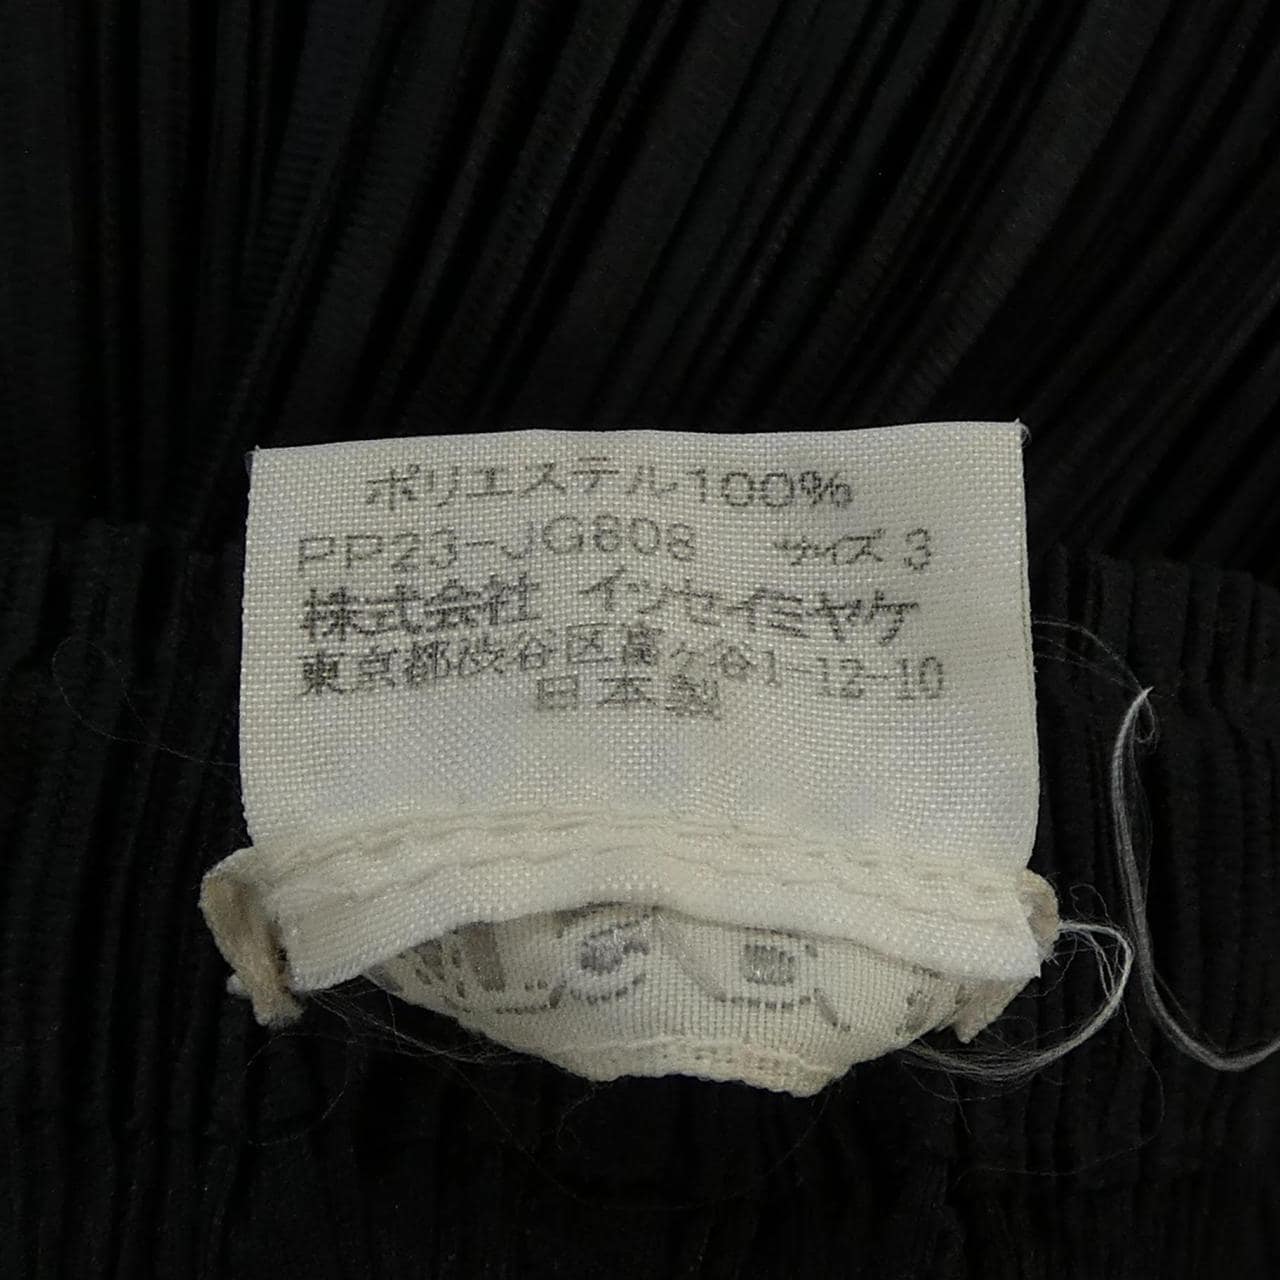 ポリエステル100%
PP23-JG808 サイズ 3
株式会社 イッセイミヤケ
東京都渋谷区富ヶ谷1-12-10
日本製